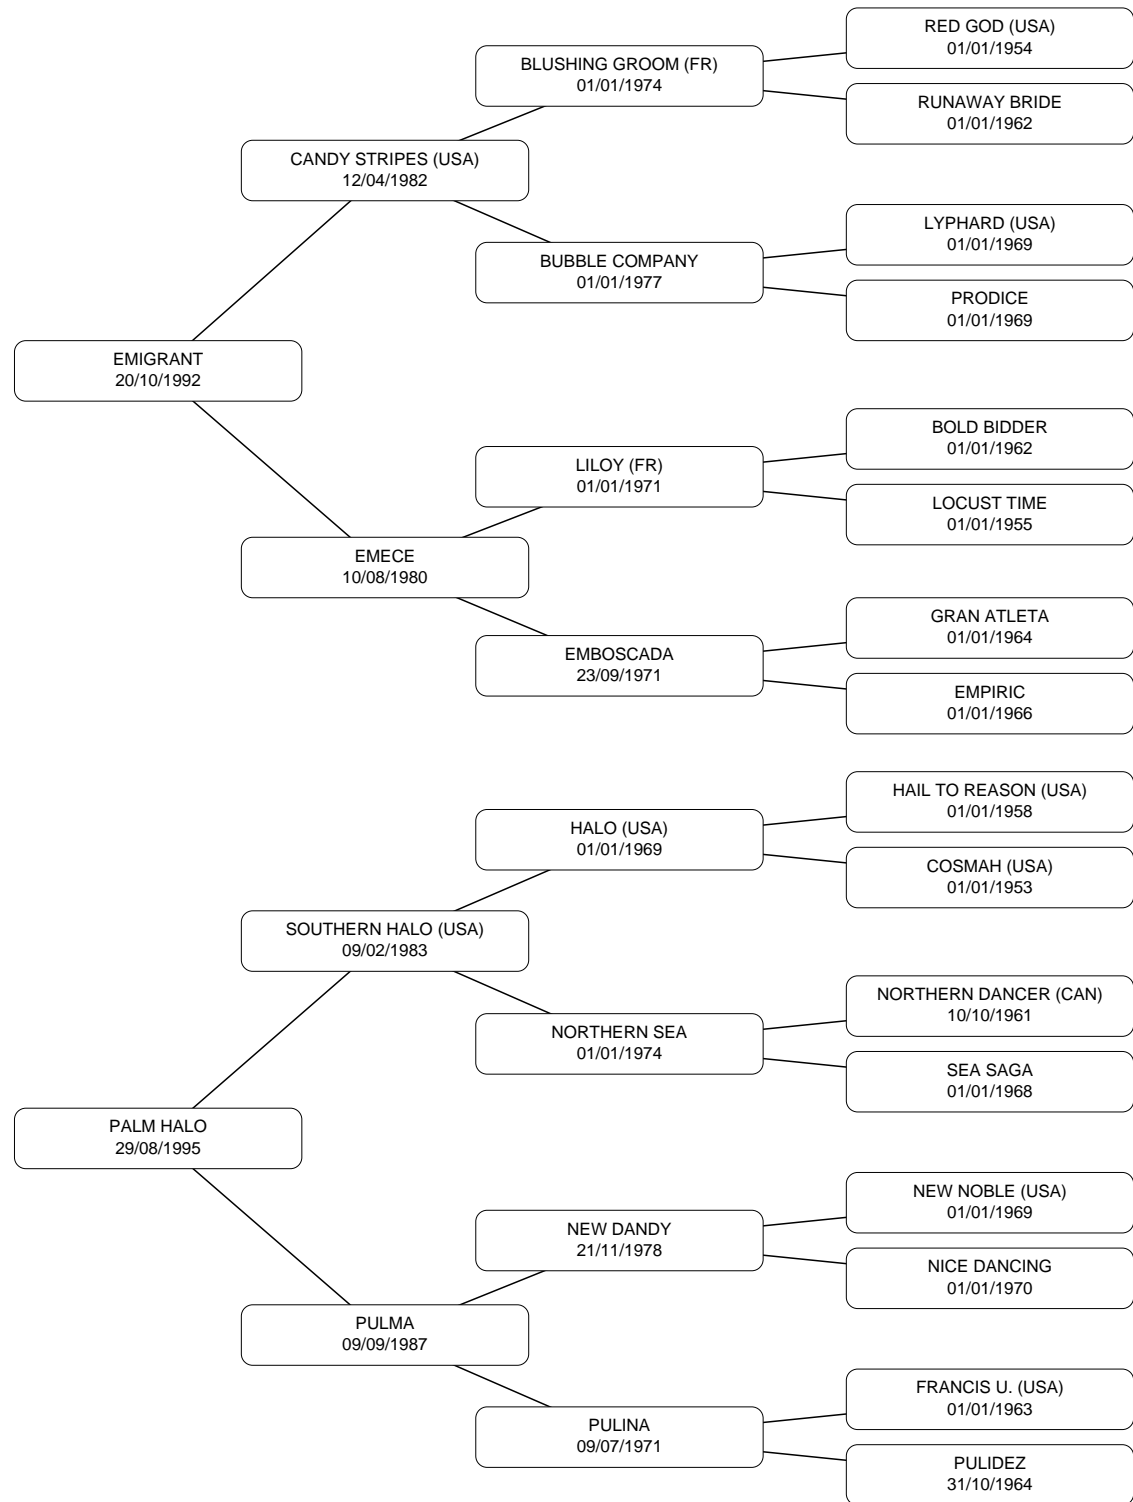 RED GOD (USA)
01/01/1954
BLUSHING GROOM (FR)
01/01/1974
RUNAWAY BRIDE
01/01/1962
CANDY STRIPES (USA)
12/04/1982
LYPHARD (USA)
01/01/1969
BUBBLE COMPANY
01/01/1977
PRODICE
01/01/1969
EMIGRANT
20/10/1992
BOLD BIDDER
01/01/1962
LILOY (FR)
01/01/1971
LOCUST TIME
01/01/1955
EMECE
10/08/1980
GRAN ATLETA
01/01/1964
EMBOSCADA
23/09/1971
EMPIRIC
01/01/1966
HAIL TO REASON (USA)
01/01/1958
HALO (USA)
01/01/1969
COSMAH (USA)
01/01/1953
SOUTHERN HALO (USA)
09/02/1983
NORTHERN DANCER (CAN)
10/10/1961
NORTHERN SEA
01/01/1974
SEA SAGA
01/01/1968
PALM HALO
29/08/1995
NEW NOBLE (USA)
01/01/1969
NEW DANDY
21/11/1978
NICE DANCING
01/01/1970
PULMA
09/09/1987
FRANCIS U. (USA)
01/01/1963
PULINA
09/07/1971
PULIDEZ
31/10/1964